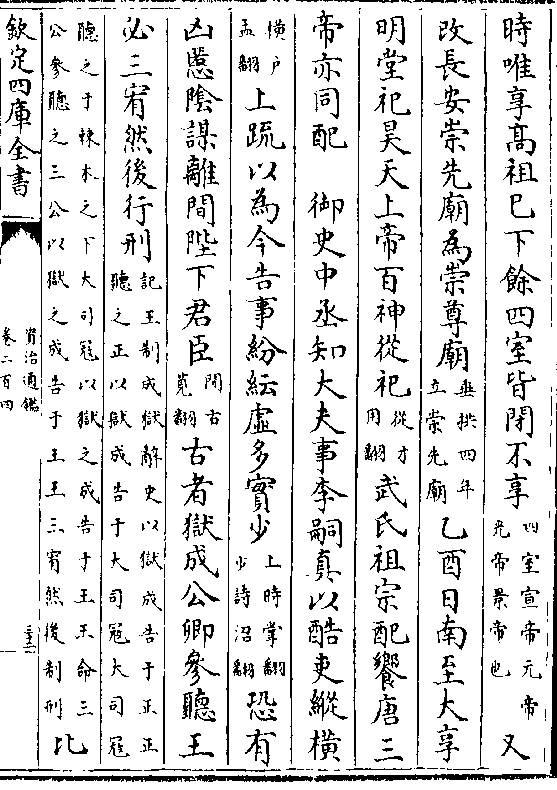 時唯享高祖已下餘四室皆閉不享四室宣帝元帝光帝景帝也又
改長安崇先廟為崇尊廟垂拱四年立崇先廟乙酉日南至大享
明堂祀昊天上帝百神從祀從才用翻武氏祖宗配饗唐三
帝亦同配　御史中丞知大夫事李嗣真以酷吏縱橫
橫戶孟翻上疏以為今告事紛紜虛多實少上時掌翻少詩沼翻恐有
凶慝陰謀離間陛下君臣間古莧翻古者獄成公卿參聽王
必三宥然後行刑記王制成獄辭史以獄成告于正正聽之正以獄成告于大司冠大司冠
聽之于棘木之下大司冠以獄之成告于王王命三公參聽之三公以獄之成告于王王三宥然後制刑比
欽定四庫全書
資治通鑑
卷二百四